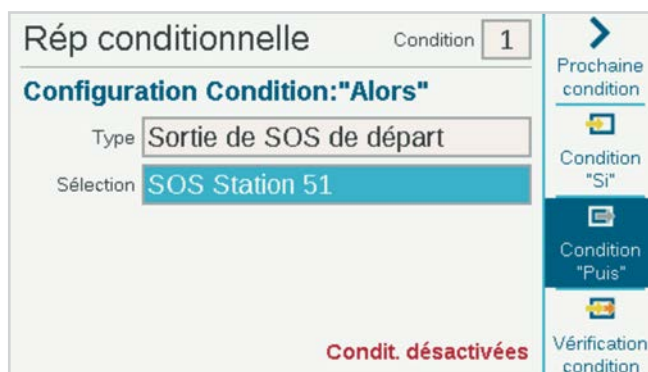 Rép conditionnelle
Condition 1
Configuration Condition:"Alors"
Type Sortie de SOS de départ
Sélection SOS Station 51
Condit. désactivées
Prochaine
condition
Condition
"Si"
Condition
"Puis"
Vérification
condition